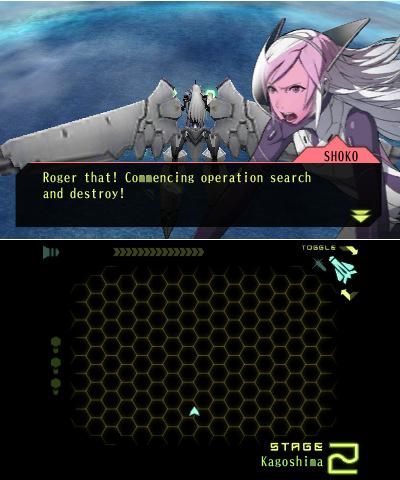 SHOKO
Roger that! Commencing operation search
and destroy!
TOGGLE
STAGE 2
Kagoshima